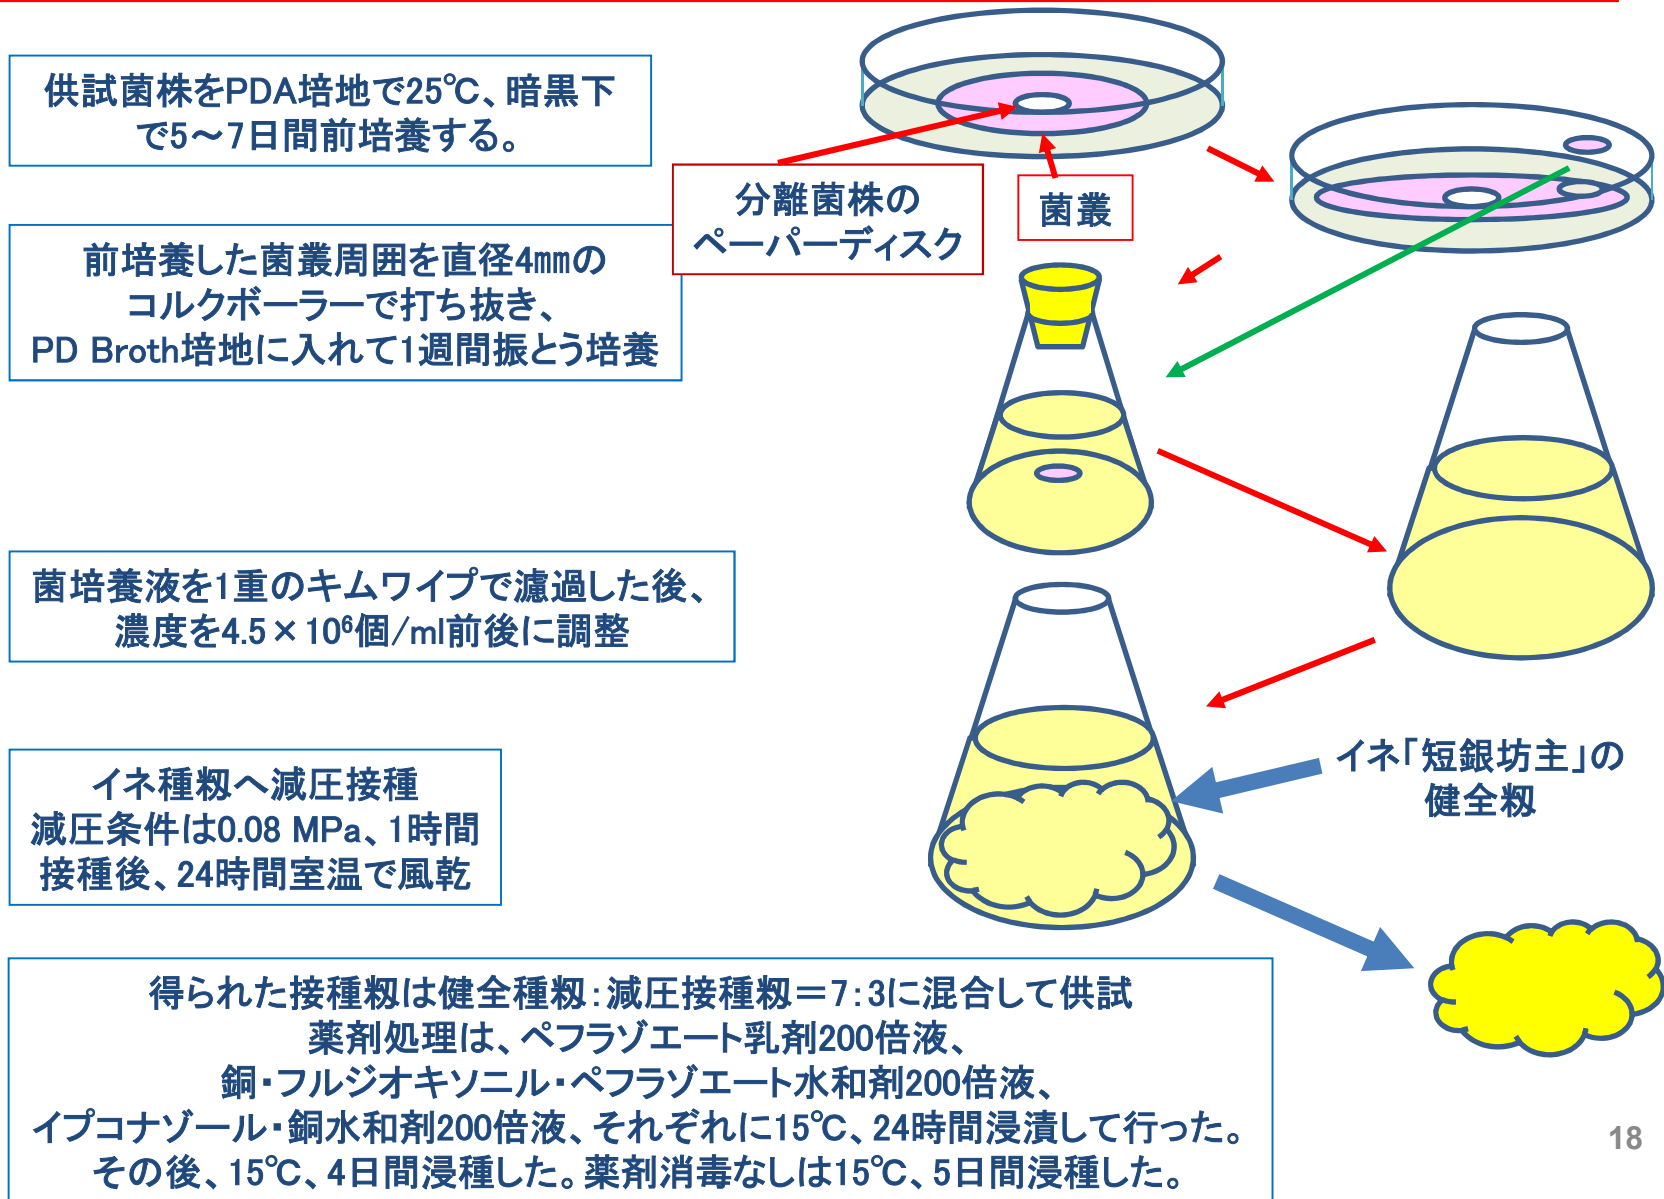 供試菌株をPDA培地で25℃、暗黒下
で5～7日間前培養する。
分離菌株の
ペーパーディスク
菌叢
前培養した菌叢周囲を直径4㎜の
コルクボーラーで打ち抜き、
PD Broth培地に入れて1週間振とう培養
菌培養液を1重のキムワイプで濾過した後、
濃度を4.5×10⁶個/ml前後に調整
イネ種籾へ減圧接種
減圧条件は0.08 MPa、1時間
接種後、24時間室温で風乾
イネ「短銀坊主」の
健全籾
得られた接種籾は健全種籾：減圧接種籾＝7：3に混合して供試
薬剤処理は、ペフラゾエート乳剤200倍液、
銅・フルジオキソニル・ペフラゾエート水和剤200倍液、
イプコナゾール・銅水和剤200倍液、それぞれに15℃、24時間浸漬して行った。
その後、15℃、4日間浸種した。薬剤消毒なしは15℃、5日間浸種した。
18